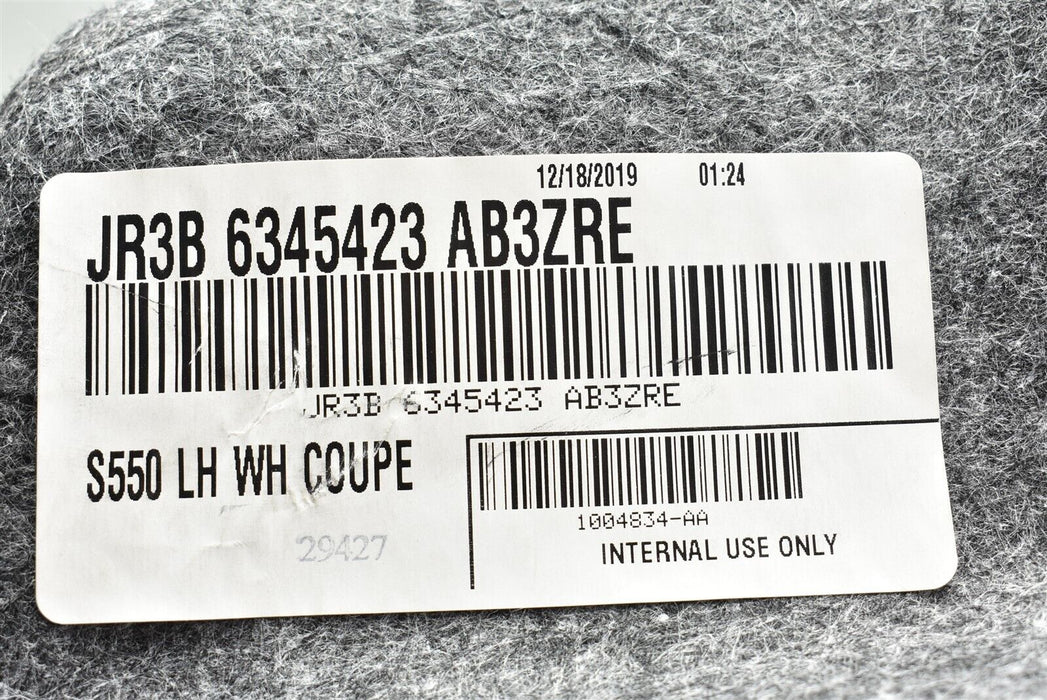 12/18/2019 01:24
JR3B 6345423 AB3ZRE
JR3B 6345423 AB3ZRE
S550 LH WH COUPE
29427
1004834-AA
INTERNAL USE ONLY